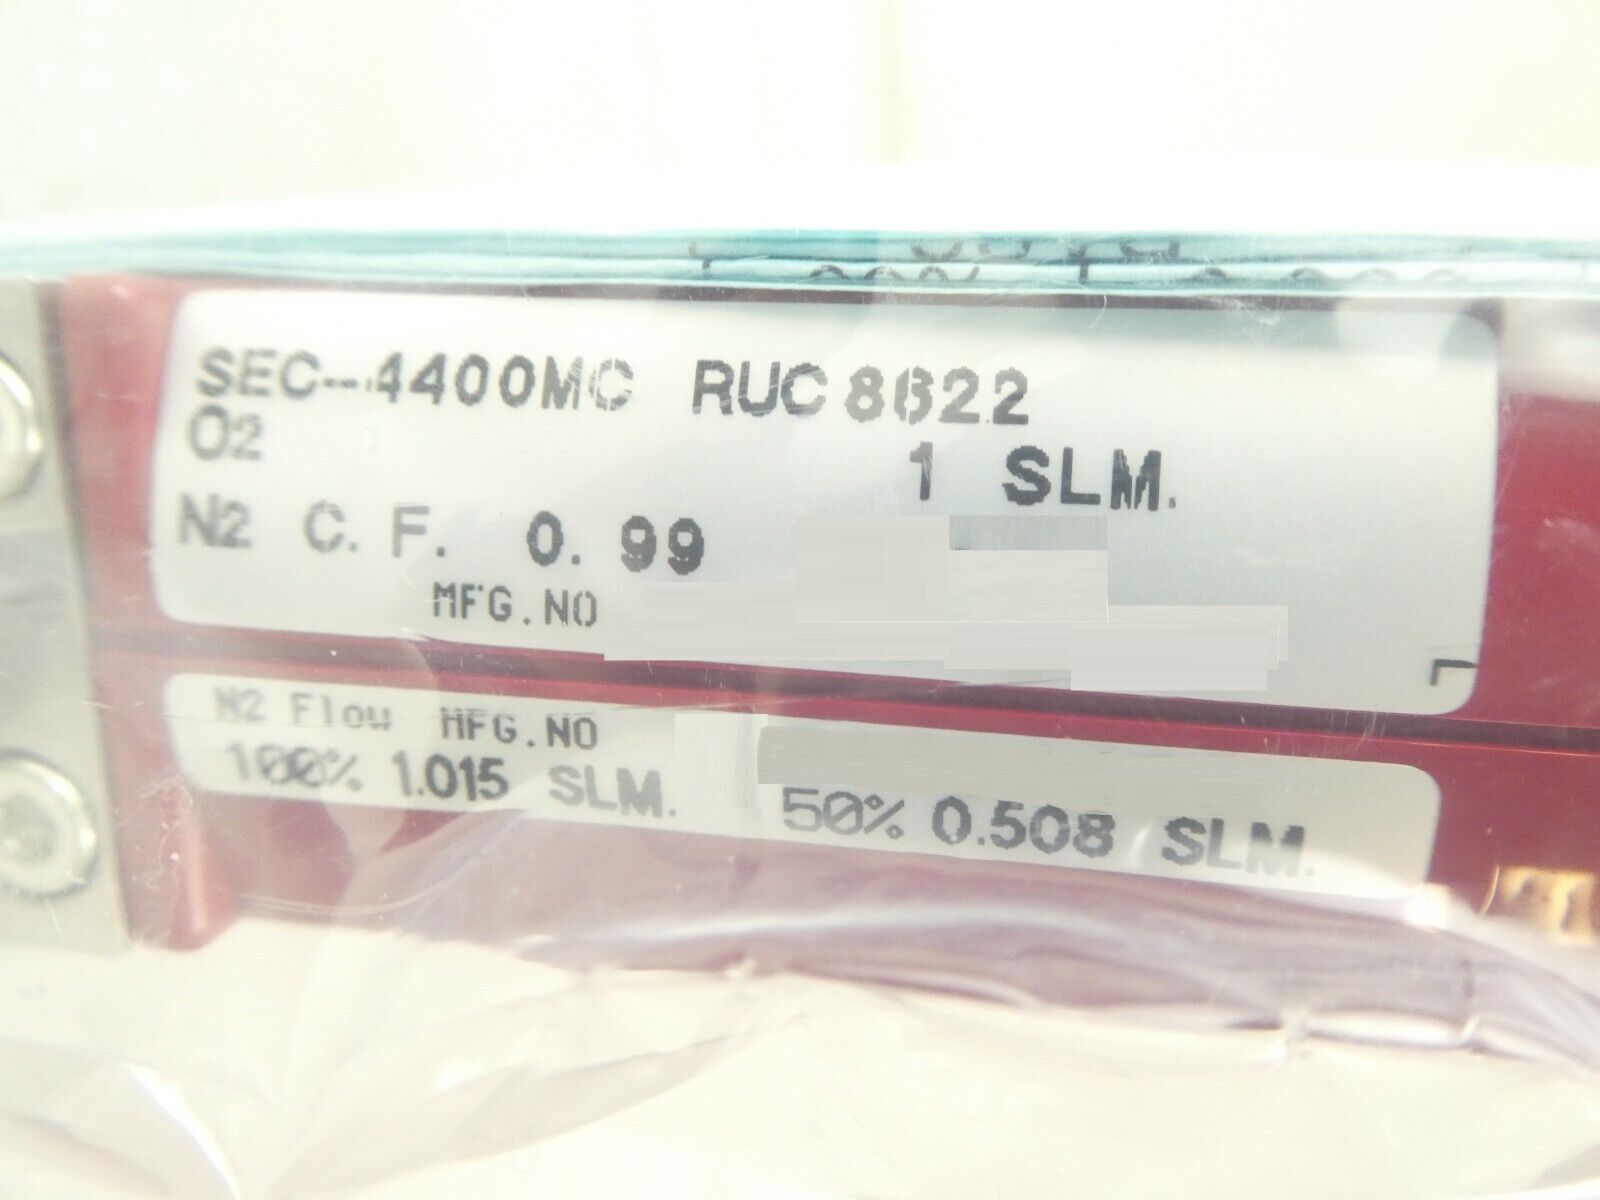 SEC-4400MC RUC8622
O2
1 SLM.
N2 C.F. 0.99
MFG.NO
N2 Flow MFG.NO
100% 1.015 SLM. 50% 0.508 SLM.